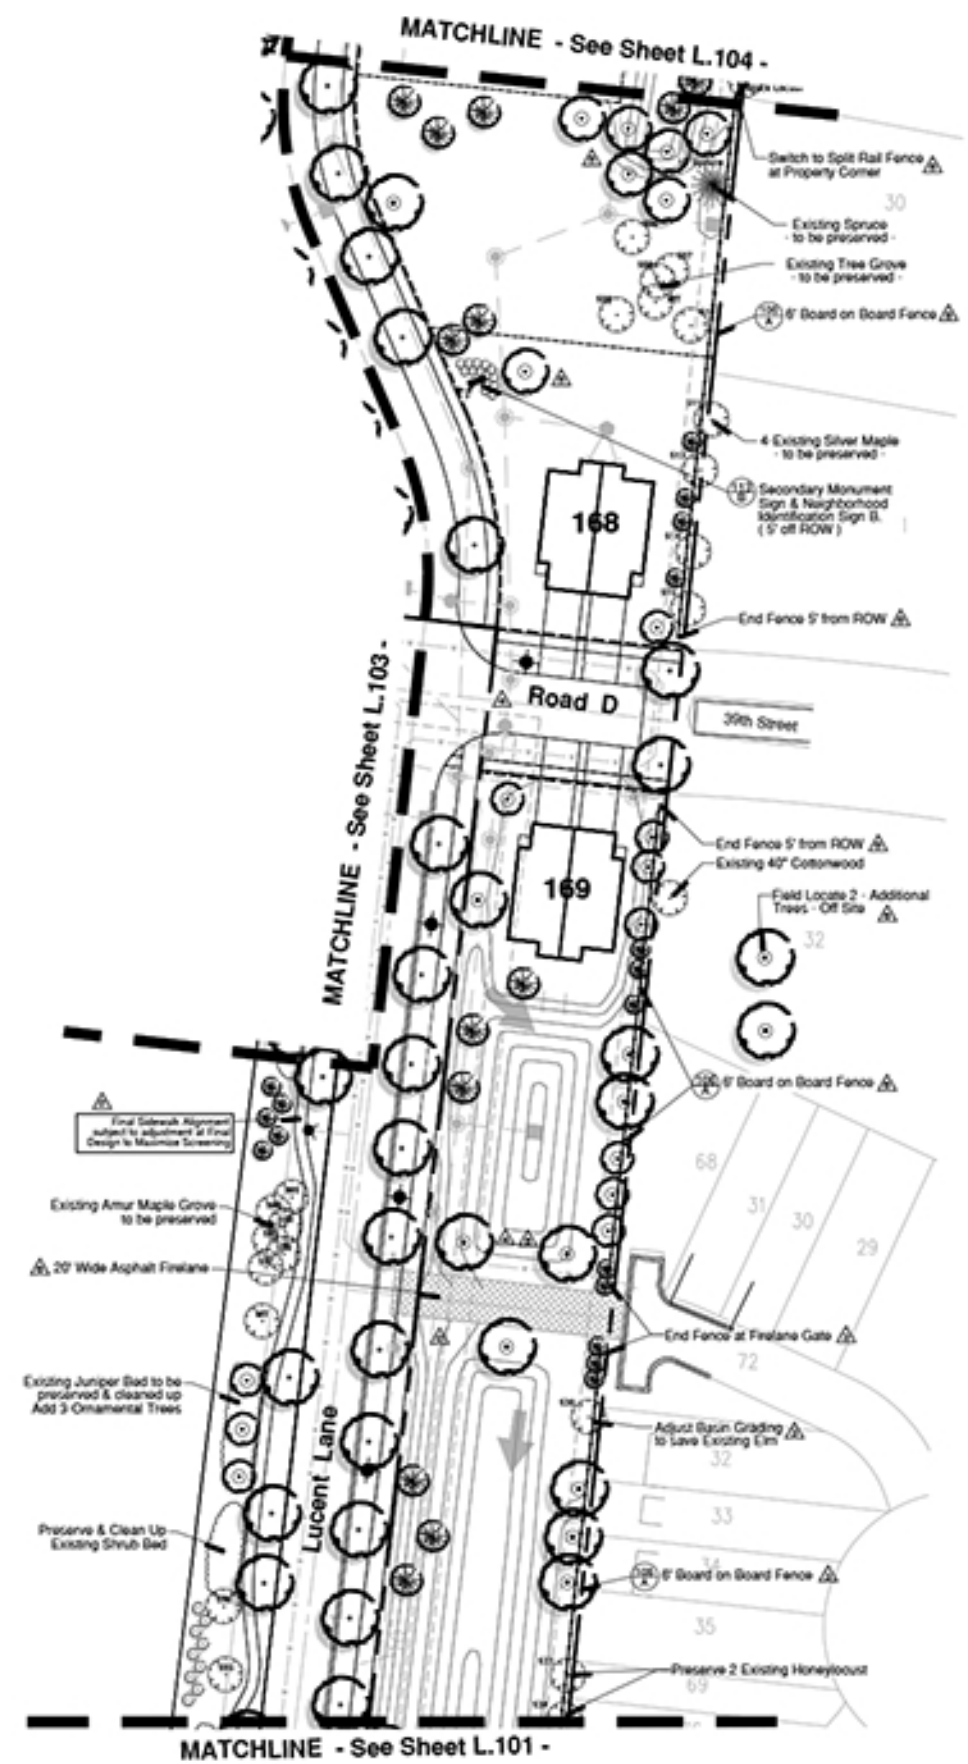 MATCHLINE - See Sheet L.104 -
Switch to Split Rail Fence
at Property Corner
30
Existing Spruce
- to be preserved -
Existing Tree Grove
- to be preserved -
6' Board on Board Fence
4 Existing Silver Maple
- to be preserved -
Secondary Monument
Sign & Neighborhood
Identification Sign B.
( 5' off ROW )
168
End Fence 5' from ROW
MATCHLINE - See Sheet L.103 -
Road D
39th Street
End Fence 5' from ROW
Existing 40" Cottonwood
169
Field Locate 2 - Additional
Trees - Off Site
32
6' Board on Board Fence
Final Sidewalk Alignment
subject to adjustment at Final
Design to Maximize Screening
68
31
30
29
Existing Amur Maple Grove
to be preserved
20' Wide Asphalt Firelane
End Fence at Firelane Gate
72
Existing Juniper Bed to be
preserved & cleaned up
Add 3 Ornamental Trees
Adjust Basin Grading
to save Existing Elm
32
33
Lucent Lane
Preserve & Clean Up
Existing Shrub Bed
34
6' Board on Board Fence
35
Preserve 2 Existing Honeylocust
69
MATCHLINE - See Sheet L.101 -